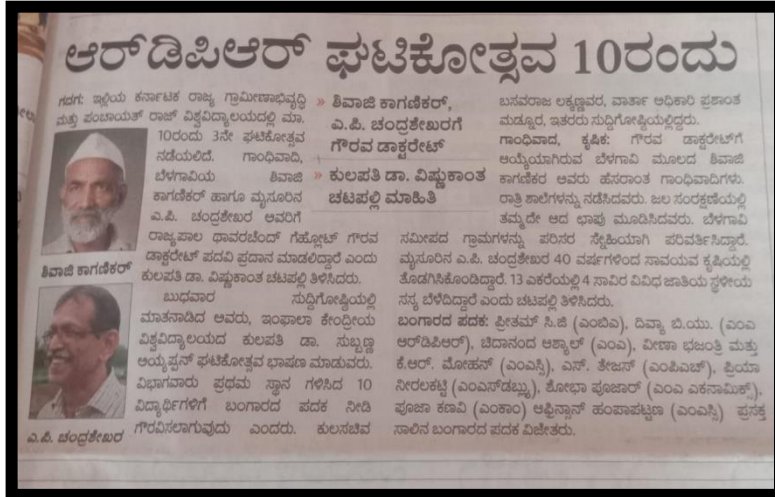 ಆರ್‌ಡಿಪಿಆರ್ ಘಟಿಕೋತ್ಸವ 10ರಂದು
ಗದಗ: ಇಲ್ಲಿಯ ಕರ್ನಾಟಕ ರಾಜ್ಯ ಗ್ರಾಮೀಣಾಭಿವೃದ್ಧಿ
ಮತ್ತು ಪಂಚಾಯತ್ ರಾಜ್ ವಿಶ್ವವಿದ್ಯಾಲಯದಲ್ಲಿ ಮಾ.
10ರಂದು 3ನೇ ಘಟಿಕೋತ್ಸವ
ನಡೆಯಲಿದೆ. ಗಾಂಧಿವಾದಿ,
ಬೆಳಗಾವಿಯ ಶಿವಾಜಿ
ಕಾಗಣಿಕರ್ ಹಾಗೂ ಮೈಸೂರಿನ
ಎ.ಪಿ. ಚಂದ್ರಶೇಖರ ಅವರಿಗೆ
ರಾಜ್ಯಪಾಲ ಥಾವರಚಂದ್ ಗೆಹ್ಲೋಟ್ ಗೌರವ
ಡಾಕ್ಟರೇಟ್ ಪದವಿ ಪ್ರದಾನ ಮಾಡಲಿದ್ದಾರೆ ಎಂದು
ಕುಲಪತಿ ಡಾ. ವಿಷ್ಣುಕಾಂತ ಚಟಪಲ್ಲಿ ತಿಳಿಸಿದರು.
ಬುಧವಾರ ಸುದ್ದಿಗೋಷ್ಠಿಯಲ್ಲಿ
ಮಾತನಾಡಿದ ಅವರು, ಇಂಫಾಲಾ ಕೇಂದ್ರೀಯ
ವಿಶ್ವವಿದ್ಯಾಲಯದ ಕುಲಪತಿ ಡಾ. ಸುಬ್ಬಣ್ಣ
ಅಯ್ಯಪ್ಪನ್ ಘಟಿಕೋತ್ಸವ ಭಾಷಣ ಮಾಡುವರು.
ವಿಭಾಗವಾರು ಪ್ರಥಮ ಸ್ಥಾನ ಗಳಿಸಿದ 10
ವಿದ್ಯಾರ್ಥಿಗಳಿಗೆ ಬಂಗಾರದ ಪದಕ ನೀಡಿ
ಗೌರವಿಸಲಾಗುವುದು ಎಂದರು. ಕುಲಸಚಿವ
ಶಿವಾಜಿ ಕಾಗಣಿಕರ್
ಎ.ಪಿ. ಚಂದ್ರಶೇಖರ
» ಶಿವಾಜಿ ಕಾಗಣಿಕರ್,
ಎ.ಪಿ. ಚಂದ್ರಶೇಖರಗೆ
ಗೌರವ ಡಾಕ್ಟರೇಟ್
» ಕುಲಪತಿ ಡಾ. ವಿಷ್ಣುಕಾಂತ
ಚಟಪಲ್ಲಿ ಮಾಹಿತಿ
ಬಸವರಾಜ ಲಕ್ಕಣ್ಣವರ, ವಾರ್ತಾ ಅಧಿಕಾರಿ ಪ್ರಶಾಂತ
ಮಡ್ನೂರ, ಇತರರು ಸುದ್ದಿಗೋಷ್ಠಿಯಲ್ಲಿದ್ದರು.
ಗಾಂಧಿವಾದ, ಕೃಷಿಕ: ಗೌರವ ಡಾಕ್ಟರೇಟ್‌ಗೆ
ಆಯ್ಕೆಯಾಗಿರುವ ಬೆಳಗಾವಿ ಮೂಲದ ಶಿವಾಜಿ
ಕಾಗಣಿಕರ ಅವರು ಹೆಸರಾಂತ ಗಾಂಧಿವಾದಿಗಳು.
ರಾತ್ರಿ ಶಾಲೆಗಳನ್ನು ನಡೆಸಿದವರು. ಜಲ ಸಂರಕ್ಷಣೆಯಲ್ಲಿ
ತಮ್ಮದೇ ಆದ ಛಾಪು ಮೂಡಿಸಿದವರು. ಬೆಳಗಾವಿ
ಸಮೀಪದ ಗ್ರಾಮಗಳನ್ನು ಪರಿಸರ ಸ್ನೇಹಿಯಾಗಿ ಪರಿವರ್ತಿಸಿದ್ದಾರೆ.
ಮೈಸೂರಿನ ಎ.ಪಿ. ಚಂದ್ರಶೇಖರ 40 ವರ್ಷಗಳಿಂದ ಸಾವಯವ ಕೃಷಿಯಲ್ಲಿ
ತೊಡಗಿಸಿಕೊಂಡಿದ್ದಾರೆ. 13 ಎಕರೆಯಲ್ಲಿ 4 ಸಾವಿರ ವಿವಿಧ ಜಾತಿಯ ಸ್ಥಳೀಯ
ಸಸ್ಯ ಬೆಳೆದಿದ್ದಾರೆ ಎಂದು ಚಟಪಲ್ಲಿ ತಿಳಿಸಿದರು.
ಬಂಗಾರದ ಪದಕ: ಪ್ರೀತಮ್ ಸಿ.ಜಿ (ಎಂಬಿಎ), ದಿವ್ಯಾ ಬಿ.ಯು. (ಎಂಎ
ಆರ್‌ಡಿಪಿಆರ್), ಚಿದಾನಂದ ಆಶ್ಯಾಲ್ (ಎಂಎ), ವೀಣಾ ಭಜಂತ್ರಿ ಮತ್ತು
ಕೆ.ಆರ್. ಮೋಹನ್ (ಎಂಎಸ್ಸಿ), ಎಸ್. ತೇಜಸ್ (ಎಂಪಿಎಚ್), ಪ್ರಿಯಾ
ನೀರಲಕಟ್ಟಿ (ಎಂಎಸ್‌ಡಬ್ಲ್ಯು), ಶೋಭಾ ಪೂಜಾರ್ (ಎಂಎ ಎಕನಾಮಿಕ್ಸ್),
ಪೂಜಾ ಕಣವಿ (ಎಂಕಾಂ) ಆಫ್ರಿನ್ಬಾನ್ ಹಂಪಾಪಟ್ಟಣ (ಎಂಎಸ್ಸಿ) ಪ್ರಸಕ್ತ
ಸಾಲಿನ ಬಂಗಾರದ ಪದಕ ವಿಜೇತರು.